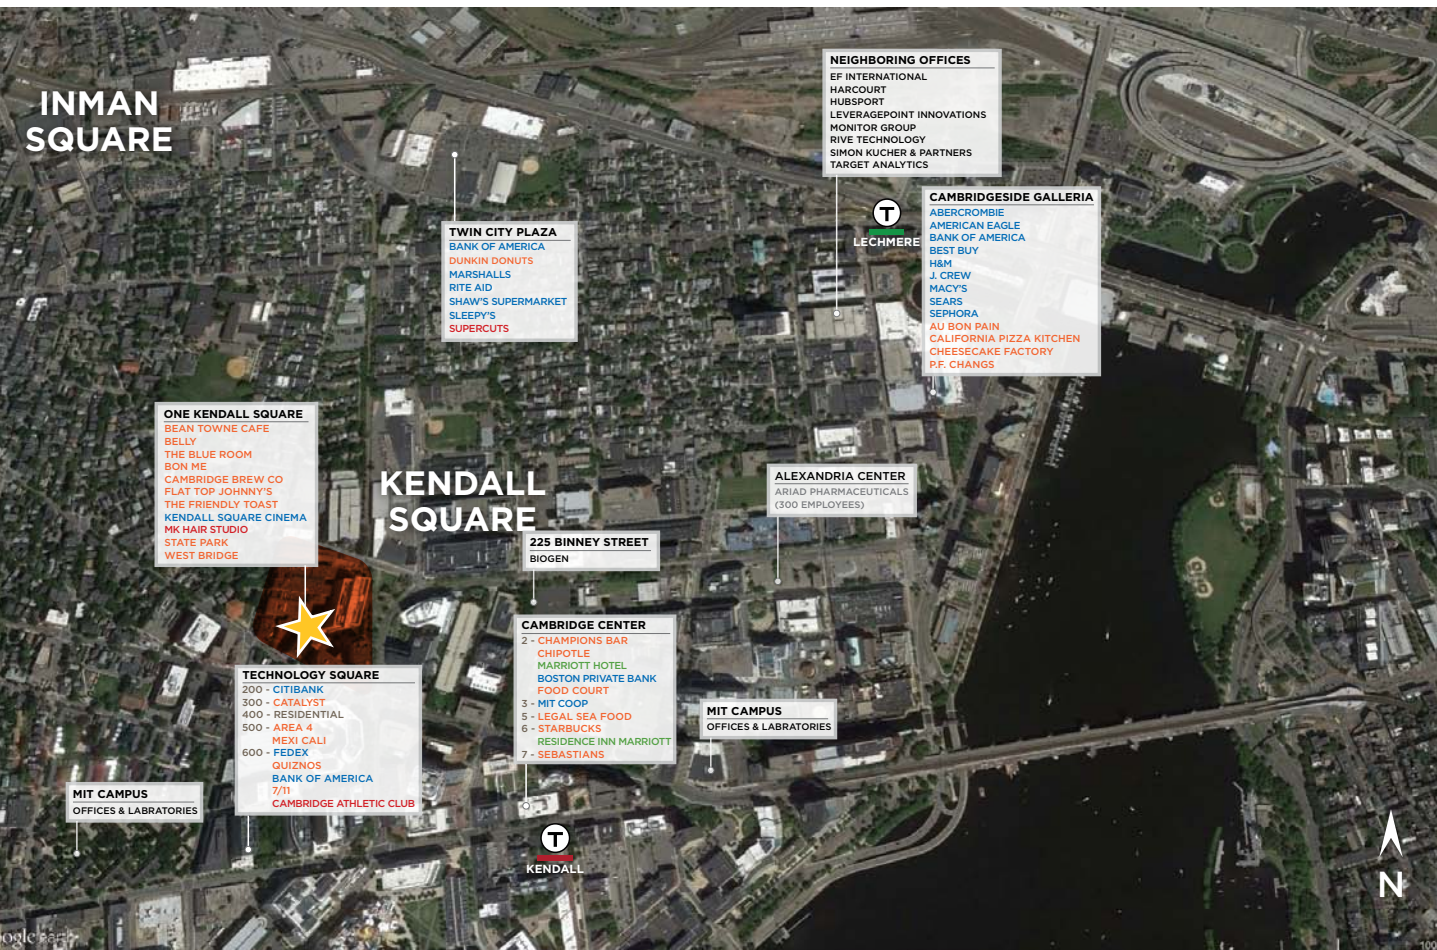 INMAN
SQUARE
NEIGHBORING OFFICES
EF INTERNATIONAL
HARCOURT
HUBSPORT
LEVERAGEPOINT INNOVATIONS
MONITOR GROUP
RIVE TECHNOLOGY
SIMON KUCHER & PARTNERS
TARGET ANALYTICS
T
LECHMERE
CAMBRIDGESIDE GALLERIA
ABERCROMBIE
AMERICAN EAGLE
BANK OF AMERICA
BEST BUY
H&M
J. CREW
MACY'S
SEARS
SEPHORA
AU BON PAIN
CALIFORNIA PIZZA KITCHEN
CHEESECAKE FACTORY
P.F. CHANGS
TWIN CITY PLAZA
BANK OF AMERICA
DUNKIN DONUTS
MARSHALLS
RITE AID
SHAW'S SUPERMARKET
SLEEPY'S
SUPERCUTS
ONE KENDALL SQUARE
BEAN TOWNE CAFE
BELLY
THE BLUE ROOM
BON ME
CAMBRIDGE BREW CO
FLAT TOP JOHNNY'S
THE FRIENDLY TOAST
KENDALL SQUARE CINEMA
MK HAIR STUDIO
STATE PARK
WEST BRIDGE
KENDALL
SQUARE
ALEXANDRIA CENTER
ARIAD PHARMACEUTICALS
(300 EMPLOYEES)
225 BINNEY STREET
BIOGEN
CAMBRIDGE CENTER
2 - CHAMPIONS BAR
CHIPOTLE
MARRIOTT HOTEL
BOSTON PRIVATE BANK
FOOD COURT
3 - MIT COOP
5 - LEGAL SEA FOOD
6 - STARBUCKS
RESIDENCE INN MARRIOTT
7 - SEBASTIANS
TECHNOLOGY SQUARE
200 - CITIBANK
300 - CATALYST
400 - RESIDENTIAL
500 - AREA 4
MEXI CALI
600 - FEDEX
QUIZNOS
BANK OF AMERICA
7/11
CAMBRIDGE ATHLETIC CLUB
MIT CAMPUS
OFFICES & LABRATORIES
MIT CAMPUS
OFFICES & LABRATORIES
T
KENDALL
N